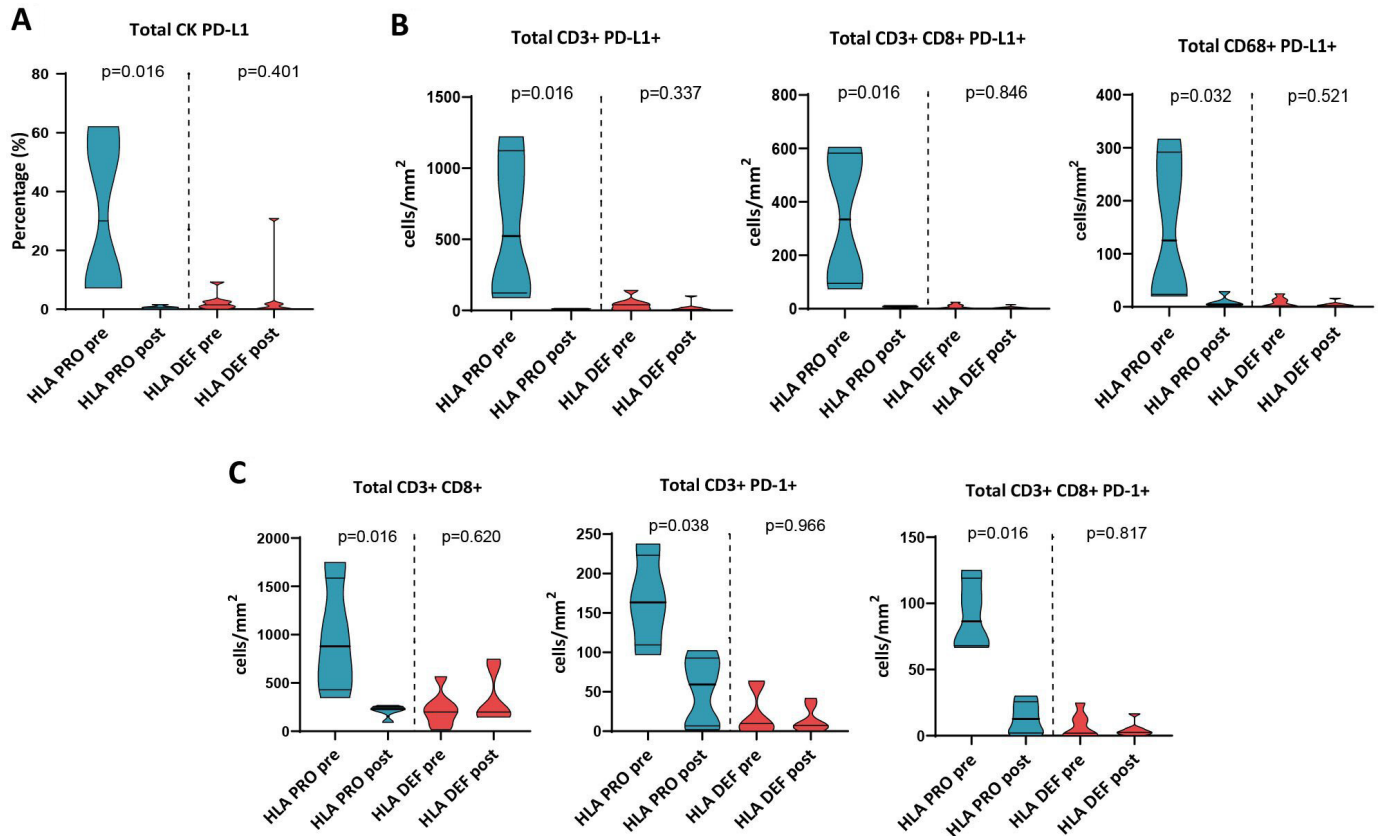 A
Total CK PD-L1
p=0.016
p=0.401
Percentage (%)
80
60
40
20
0
HLA PRO pre
HLA PRO post
HLA DEF pre
HLA DEF post
B
Total CD3+ PD-L1+
p=0.016
p=0.337
cells/mm²
1500
1000
500
0
HLA PRO pre
HLA PRO post
HLA DEF pre
HLA DEF post
Total CD3+ CD8+ PD-L1+
p=0.016
p=0.846
cells/mm²
800
600
400
200
0
HLA PRO pre
HLA PRO post
HLA DEF pre
HLA DEF post
Total CD68+ PD-L1+
p=0.032
p=0.521
cells/mm²
400
300
200
100
0
HLA PRO pre
HLA PRO post
HLA DEF pre
HLA DEF post
C
Total CD3+ CD8+
p=0.016
p=0.620
cells/mm²
2000
1500
1000
500
0
HLA PRO pre
HLA PRO post
HLA DEF pre
HLA DEF post
Total CD3+ PD-1+
p=0.038
p=0.966
cells/mm²
250
200
150
100
50
0
HLA PRO pre
HLA PRO post
HLA DEF pre
HLA DEF post
Total CD3+ CD8+ PD-1+
p=0.016
p=0.817
cells/mm²
150
100
50
0
HLA PRO pre
HLA PRO post
HLA DEF pre
HLA DEF post